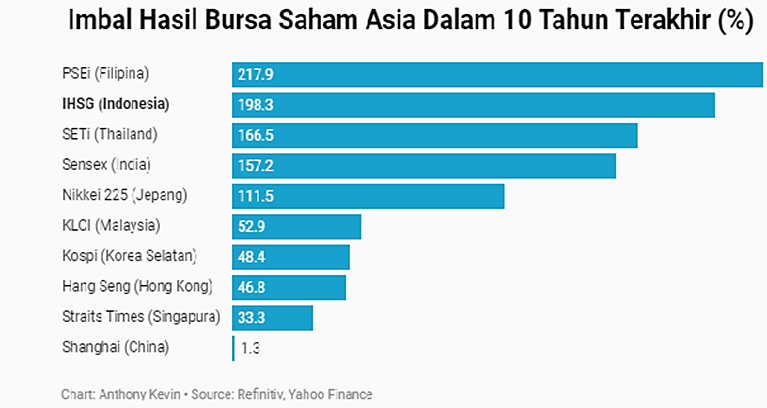 Imbal Hasil Bursa Saham Asia Dalam 10 Tahun Terakhir (%)
PSEi (Filipina) 217.9
IHSG (Indonesia) 198.3
SETi (Thailand) 166.5
Sensex (India) 157.2
Nikkei 225 (Jepang) 111.5
KLCI (Malaysia) 52.9
Kospi (Korea Selatan) 48.4
Hang Seng (Hong Kong) 46.8
Straits Times (Singapura) 33.3
Shanghai (China) 1.3
Chart: Anthony Kevin • Source: Refinitiv, Yahoo Finance